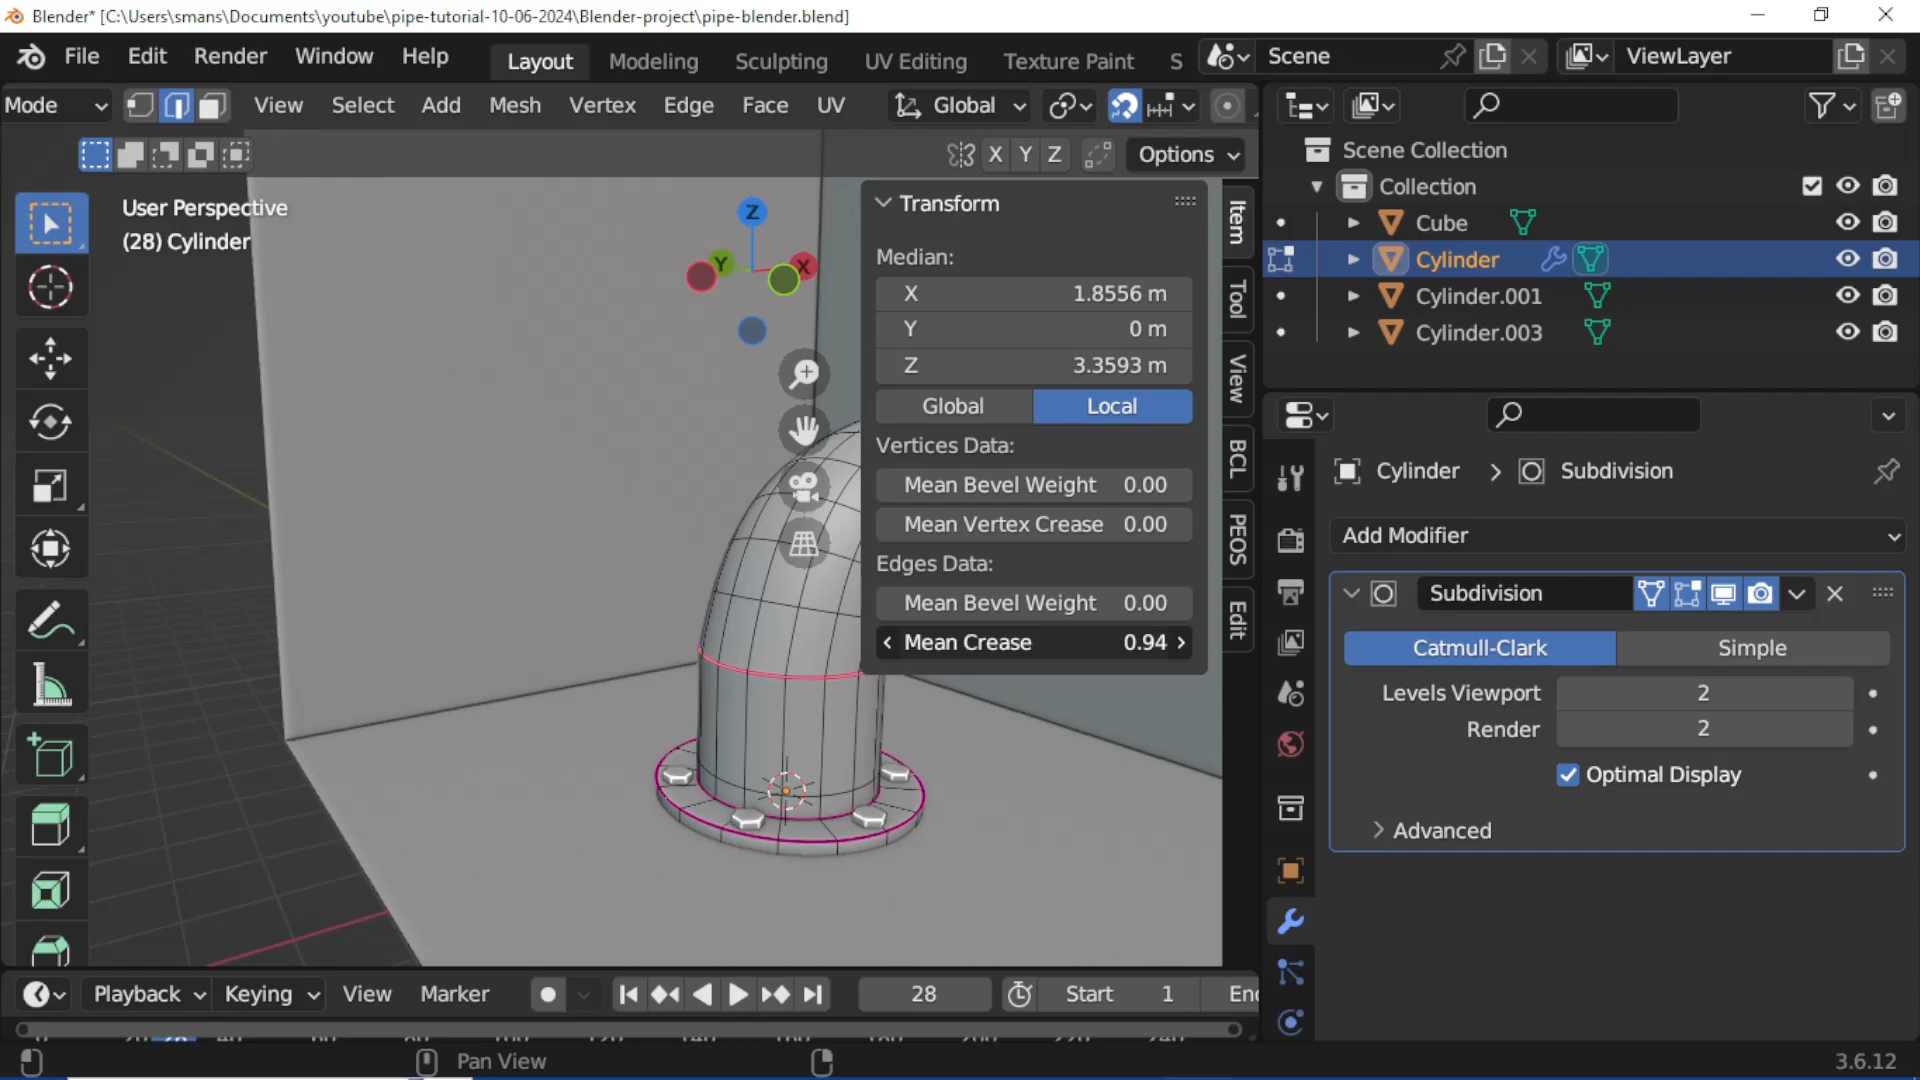 Blender* [C:\Users\smans\Documents\youtube\pipe-tutorial-10-06-2024\Blender-project\pipe-blender.blend]
File Edit Render Window Help Layout Modeling Sculpting UV Editing Texture Paint S Scene ViewLayer
Mode View Select Add Mesh Vertex Edge Face UV Global
X Y Z Options
User Perspective
(28) Cylinder
Z
Y X
Transform
Median:
X 1.8556 m
Y 0 m
Z 3.3593 m
Global Local
Vertices Data:
Mean Bevel Weight 0.00
Mean Vertex Crease 0.00
Edges Data:
Mean Bevel Weight 0.00
Mean Crease 0.94
Item
Tool
View
BCL
PEOS
Edit
Scene Collection
Collection
Cube
Cylinder
Cylinder.001
Cylinder.003
Cylinder > Subdivision
Add Modifier
Subdivision
Catmull-Clark Simple
Levels Viewport 2
Render 2
Optimal Display
Advanced
Playback Keying View Marker 28 Start 1
Pan View
3.6.12